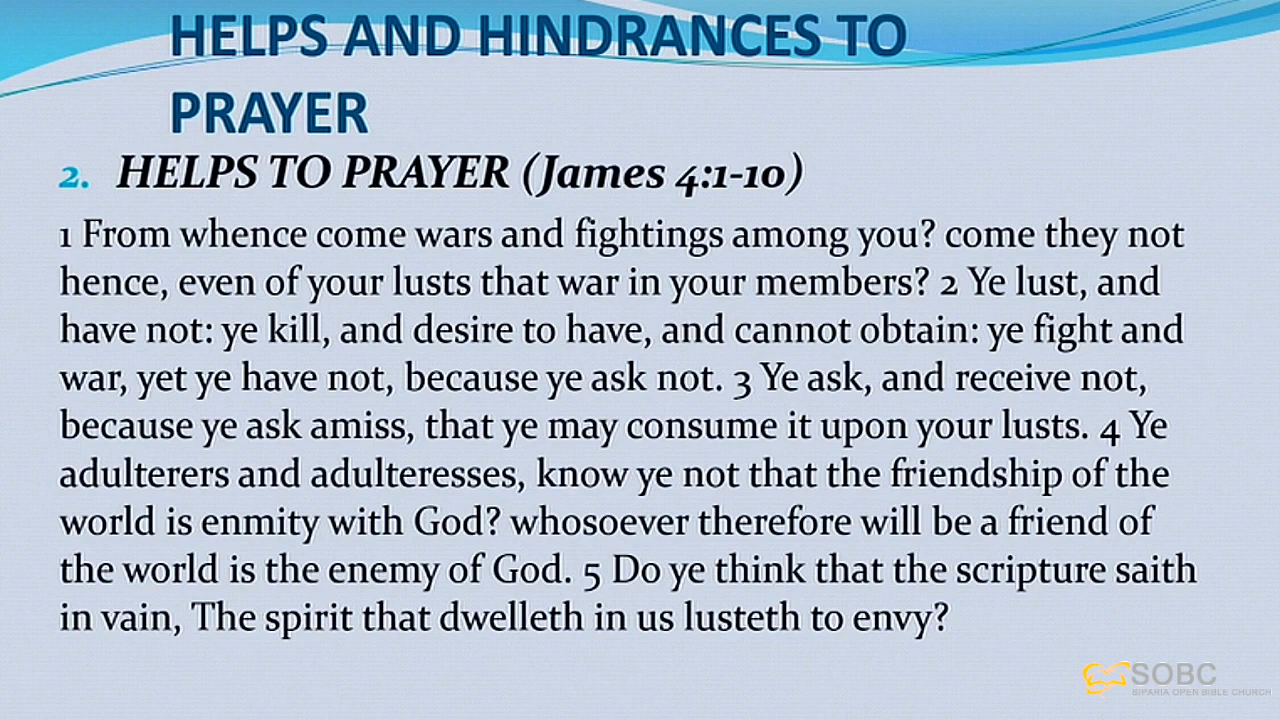 HELPS AND HINDRANCES TO
PRAYER
2. HELPS TO PRAYER (James 4:1-10)
1 From whence come wars and fightings among you? come they not
hence, even of your lusts that war in your members? 2 Ye lust, and
have not: ye kill, and desire to have, and cannot obtain: ye fight and
war, yet ye have not, because ye ask not. 3 Ye ask, and receive not,
because ye ask amiss, that ye may consume it upon your lusts. 4 Ye
adulterers and adulteresses, know ye not that the friendship of the
world is enmity with God? whosoever therefore will be a friend of
the world is the enemy of God. 5 Do ye think that the scripture saith
in vain, The spirit that dwelleth in us lusteth to envy?
SOBC
SIPARIA OPEN BIBLE CHURCH